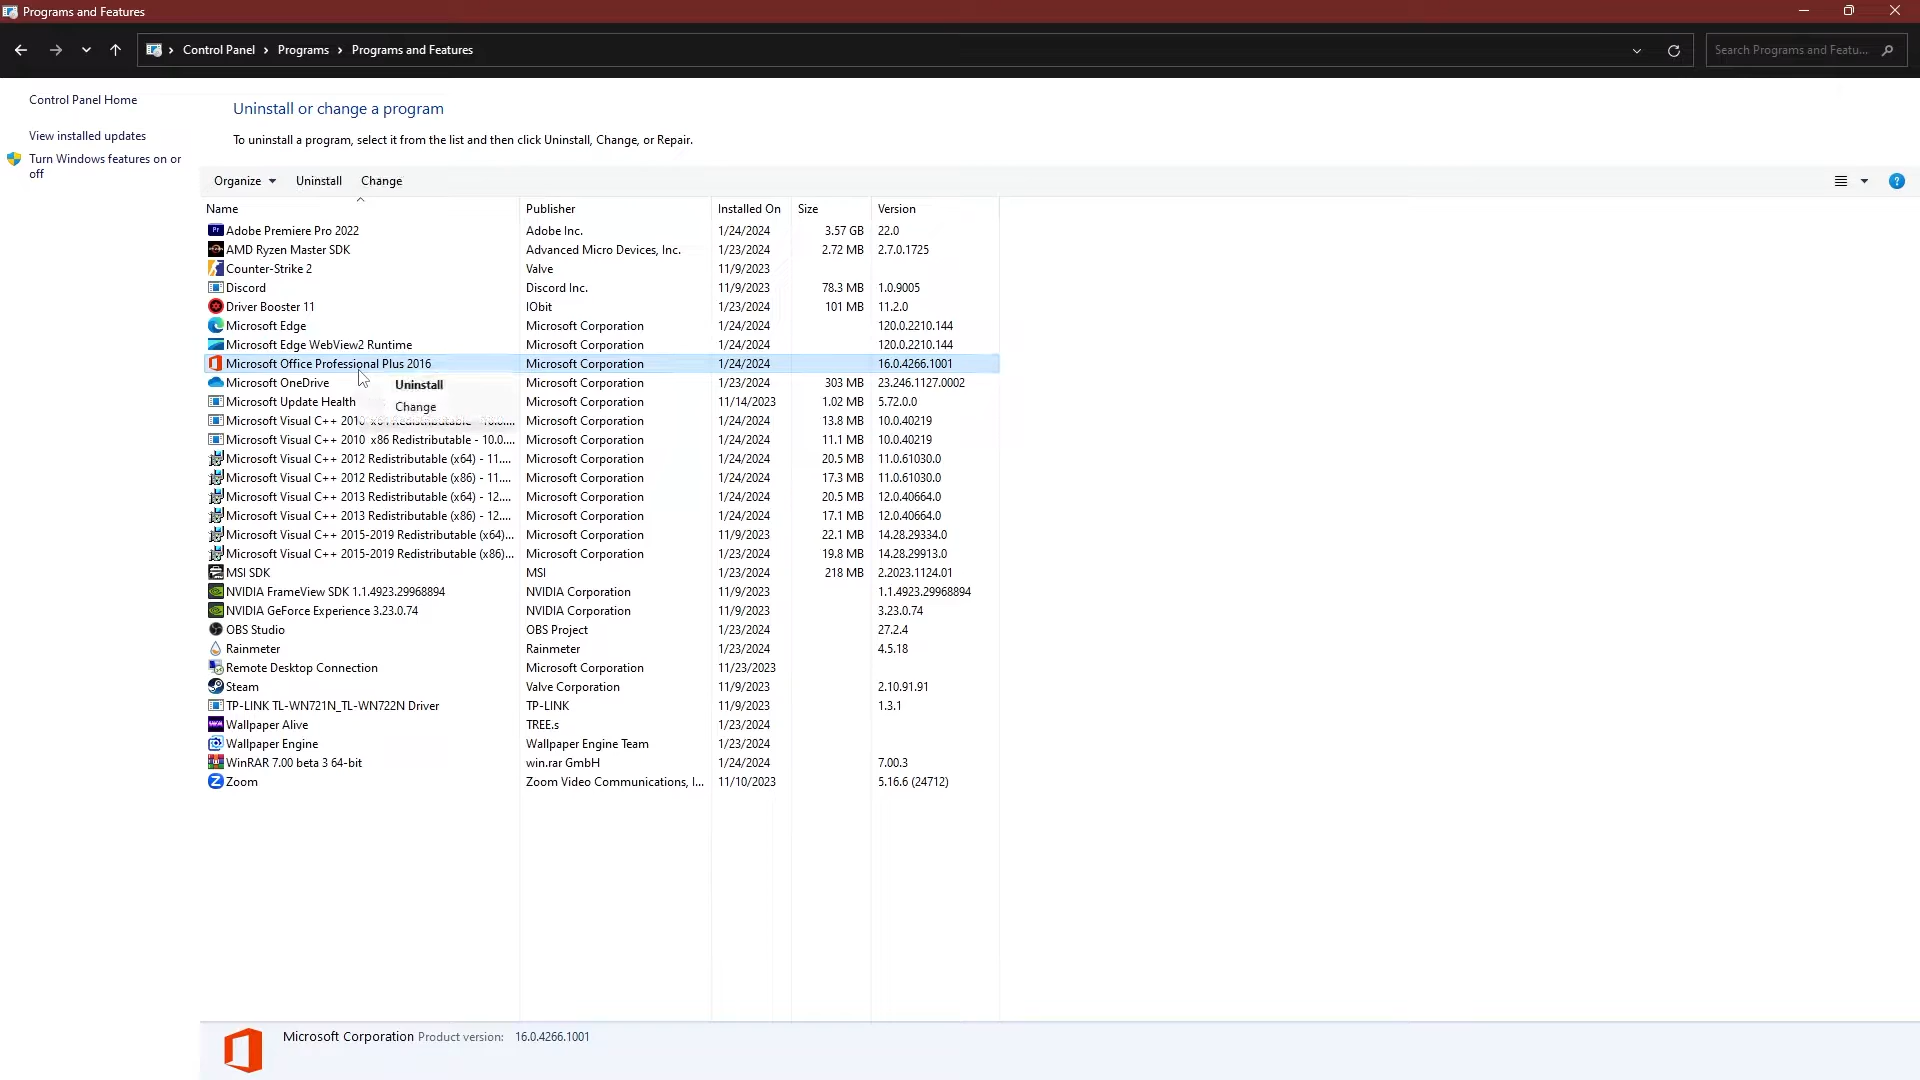 Programs and Features
Control Panel > Programs > Programs and Features
Search Programs and Featu...
Control Panel Home
View installed updates
Turn Windows features on or
off
Uninstall or change a program
To uninstall a program, select it from the list and then click Uninstall, Change, or Repair.
Organize Uninstall Change
Name Publisher Installed On Size Version
Adobe Premiere Pro 2022 Adobe Inc. 1/24/2024 3.57 GB 22.0
AMD Ryzen Master SDK Advanced Micro Devices, Inc. 1/23/2024 2.72 MB 2.7.0.1725
Counter-Strike 2 Valve 11/9/2023
Discord Discord Inc. 11/9/2023 78.3 MB 1.0.9005
Driver Booster 11 IObit 1/23/2024 101 MB 11.2.0
Microsoft Edge Microsoft Corporation 1/24/2024 120.0.2210.144
Microsoft Edge WebView2 Runtime Microsoft Corporation 1/24/2024 120.0.2210.144
Microsoft Office Professional Plus 2016 Microsoft Corporation 1/24/2024 16.0.4266.1001
Microsoft OneDrive Microsoft Corporation 1/23/2024 303 MB 23.246.1127.0002
Uninstall
Microsoft Update Health Microsoft Corporation 11/14/2023 1.02 MB 5.72.0.0
Change
Microsoft Visual C++ 2010 x64 Redistributable - 10.0.... Microsoft Corporation 1/24/2024 13.8 MB 10.0.40219
Microsoft Visual C++ 2010 x86 Redistributable - 10.0.... Microsoft Corporation 1/24/2024 11.1 MB 10.0.40219
Microsoft Visual C++ 2012 Redistributable (x64) - 11.... Microsoft Corporation 1/24/2024 20.5 MB 11.0.61030.0
Microsoft Visual C++ 2012 Redistributable (x86) - 11.... Microsoft Corporation 1/24/2024 17.3 MB 11.0.61030.0
Microsoft Visual C++ 2013 Redistributable (x64) - 12.... Microsoft Corporation 1/24/2024 20.5 MB 12.0.40664.0
Microsoft Visual C++ 2013 Redistributable (x86) - 12.... Microsoft Corporation 1/24/2024 17.1 MB 12.0.40664.0
Microsoft Visual C++ 2015-2019 Redistributable (x64)... Microsoft Corporation 11/9/2023 22.1 MB 14.28.29334.0
Microsoft Visual C++ 2015-2019 Redistributable (x86)... Microsoft Corporation 1/23/2024 19.8 MB 14.28.29913.0
MSI SDK MSI 1/23/2024 218 MB 2.2023.1124.01
NVIDIA FrameView SDK 1.1.4923.29968894 NVIDIA Corporation 11/9/2023 1.1.4923.29968894
NVIDIA GeForce Experience 3.23.0.74 NVIDIA Corporation 11/9/2023 3.23.0.74
OBS Studio OBS Project 1/23/2024 27.2.4
Rainmeter Rainmeter 1/23/2024 4.5.18
Remote Desktop Connection Microsoft Corporation 11/23/2023
Steam Valve Corporation 11/9/2023 2.10.91.91
TP-LINK TL-WN721N_TL-WN722N Driver TP-LINK 11/9/2023 1.3.1
Wallpaper Alive TREE.s 1/23/2024
Wallpaper Engine Wallpaper Engine Team 1/23/2024
WinRAR 7.00 beta 3 64-bit win.rar GmbH 1/24/2024 7.00.3
Zoom Zoom Video Communications, I... 11/10/2023 5.16.6 (24712)
Microsoft Corporation Product version: 16.0.4266.1001